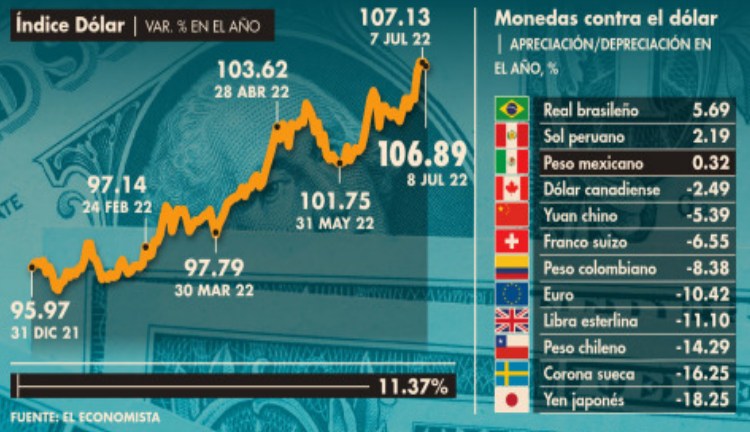 Índice Dólar | VAR. % EN EL AÑO
107.13
7 JUL 22
103.62
28 ABR 22
106.89
8 JUL 22
97.14
24 FEB 22
101.75
31 MAY 22
97.79
30 MAR 22
95.97
31 DIC 21
11.37%
FUENTE: EL ECONOMISTA
Monedas contra el dólar
| APRECIACIÓN/DEPRECIACIÓN EN
EL AÑO, %
Real brasileño 5.69
Sol peruano 2.19
Peso mexicano 0.32
Dólar canadiense -2.49
Yuan chino -5.39
Franco suizo -6.55
Peso colombiano -8.38
Euro -10.42
Libra esterlina -11.10
Peso chileno -14.29
Corona sueca -16.25
Yen japonés -18.25